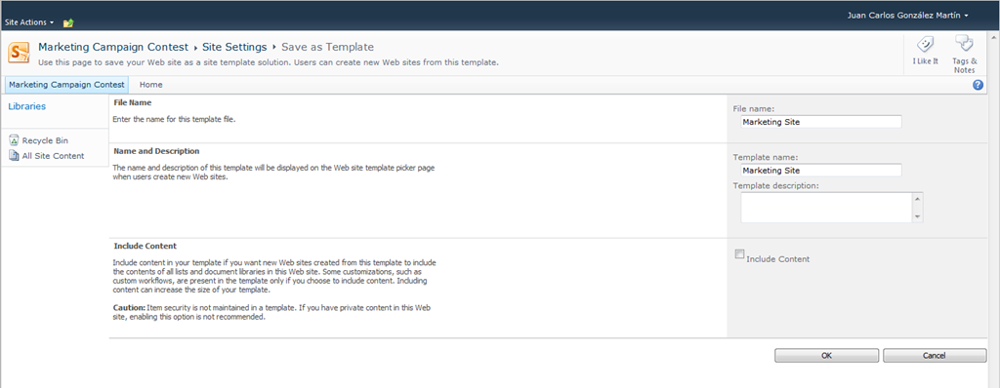 Juan Carlos González Martín
Site Actions
Marketing Campaign Contest Site Settings Save as Template
Use this page to save your Web site as a site template solution. Users can create new Web sites from this template.
I Like It
Tags &
Notes
Marketing Campaign Contest Home
Libraries
Recycle Bin
All Site Content
File Name
Enter the name for this template file.
File name:
Marketing Site
Name and Description
The name and description of this template will be displayed on the Web site template picker page
when users create new Web sites.
Template name:
Marketing Site
Template description:
Include Content
Include content in your template if you want new Web sites created from this template to include
the contents of all lists and document libraries in this Web site. Some customizations, such as
custom workflows, are present in the template only if you choose to include content. Including
content can increase the size of your template.
Caution: Item security is not maintained in a template. If you have private content in this Web
site, enabling this option is not recommended.
Include Content
OK
Cancel